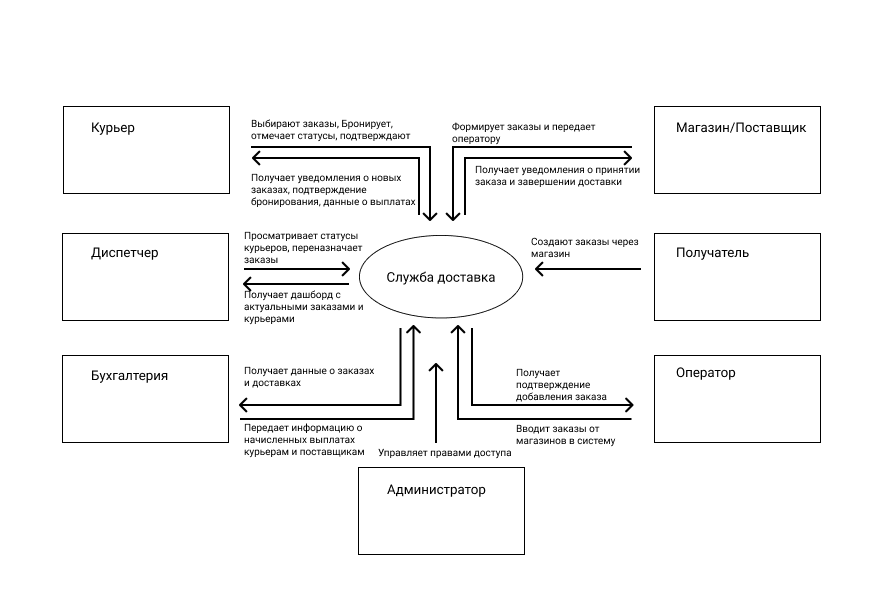 Курьер
Выбирают заказы, Бронирует,
отмечает статусы, подтверждают
Получает уведомления о новых
заказах, подтверждение
бронирования, данные о выплатах
Формирует заказы и передает
оператору
Получает уведомления о принятии
заказа и завершении доставки
Магазин/Поставщик
Диспетчер
Просматривает статусы
курьеров, переназначает
заказы
Получает дашборд с
актуальными заказами и
курьерами
Служба доставка
Создают заказы через
магазин
Получатель
Бухгалтерия
Получает данные о заказах
и доставках
Передает информацию о
начисленных выплатах
курьерам и поставщикам
Управляет правами доступа
Получает
подтверждение
добавления заказа
Вводит заказы от
магазинов в систему
Оператор
Администратор